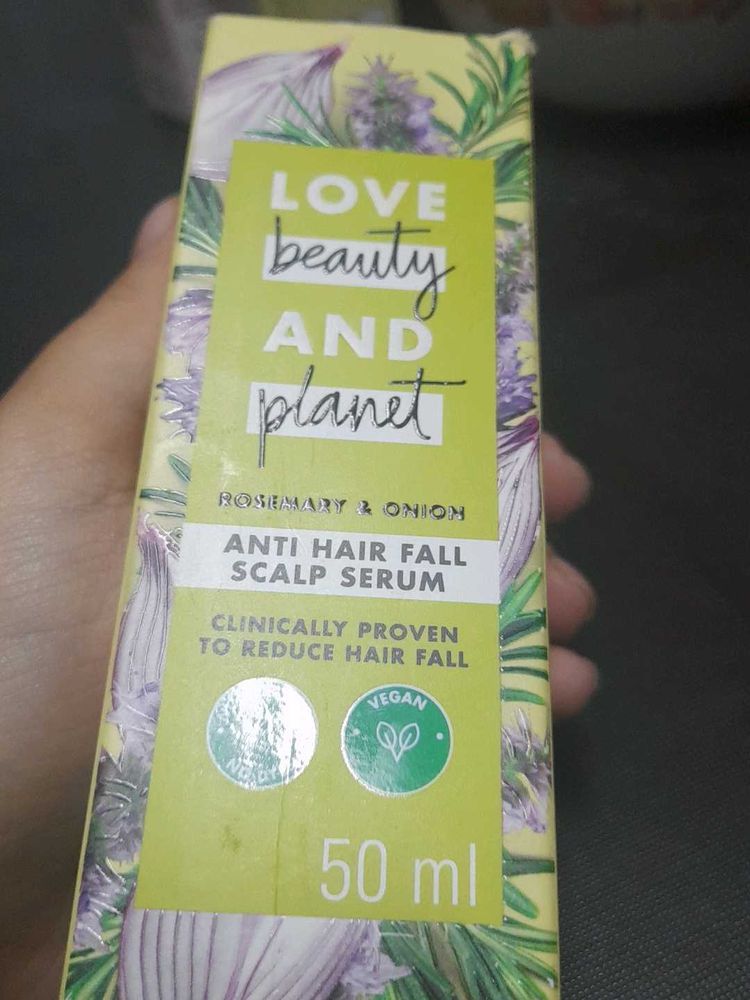 LOVE
beauty
AND
planet
ROSEMARY & ONION
ANTI HAIR FALL
SCALP SERUM
CLINICALLY PROVEN
TO REDUCE HAIR FALL
VEGAN
50 ml